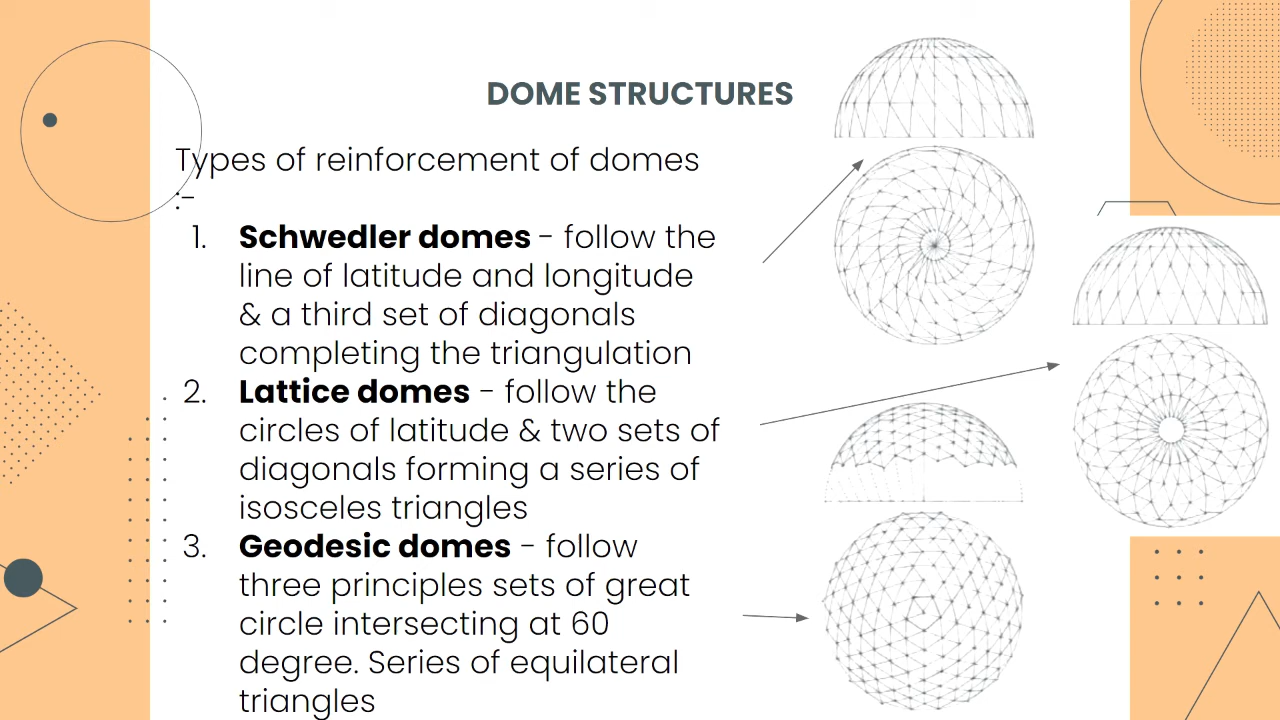 DOME STRUCTURES
Types of reinforcement of domes
:-
1. Schwedler domes - follow the
line of latitude and longitude
& a third set of diagonals
completing the triangulation
2. Lattice domes - follow the
circles of latitude & two sets of
diagonals forming a series of
isosceles triangles
3. Geodesic domes - follow
three principles sets of great
circle intersecting at 60
degree. Series of equilateral
triangles